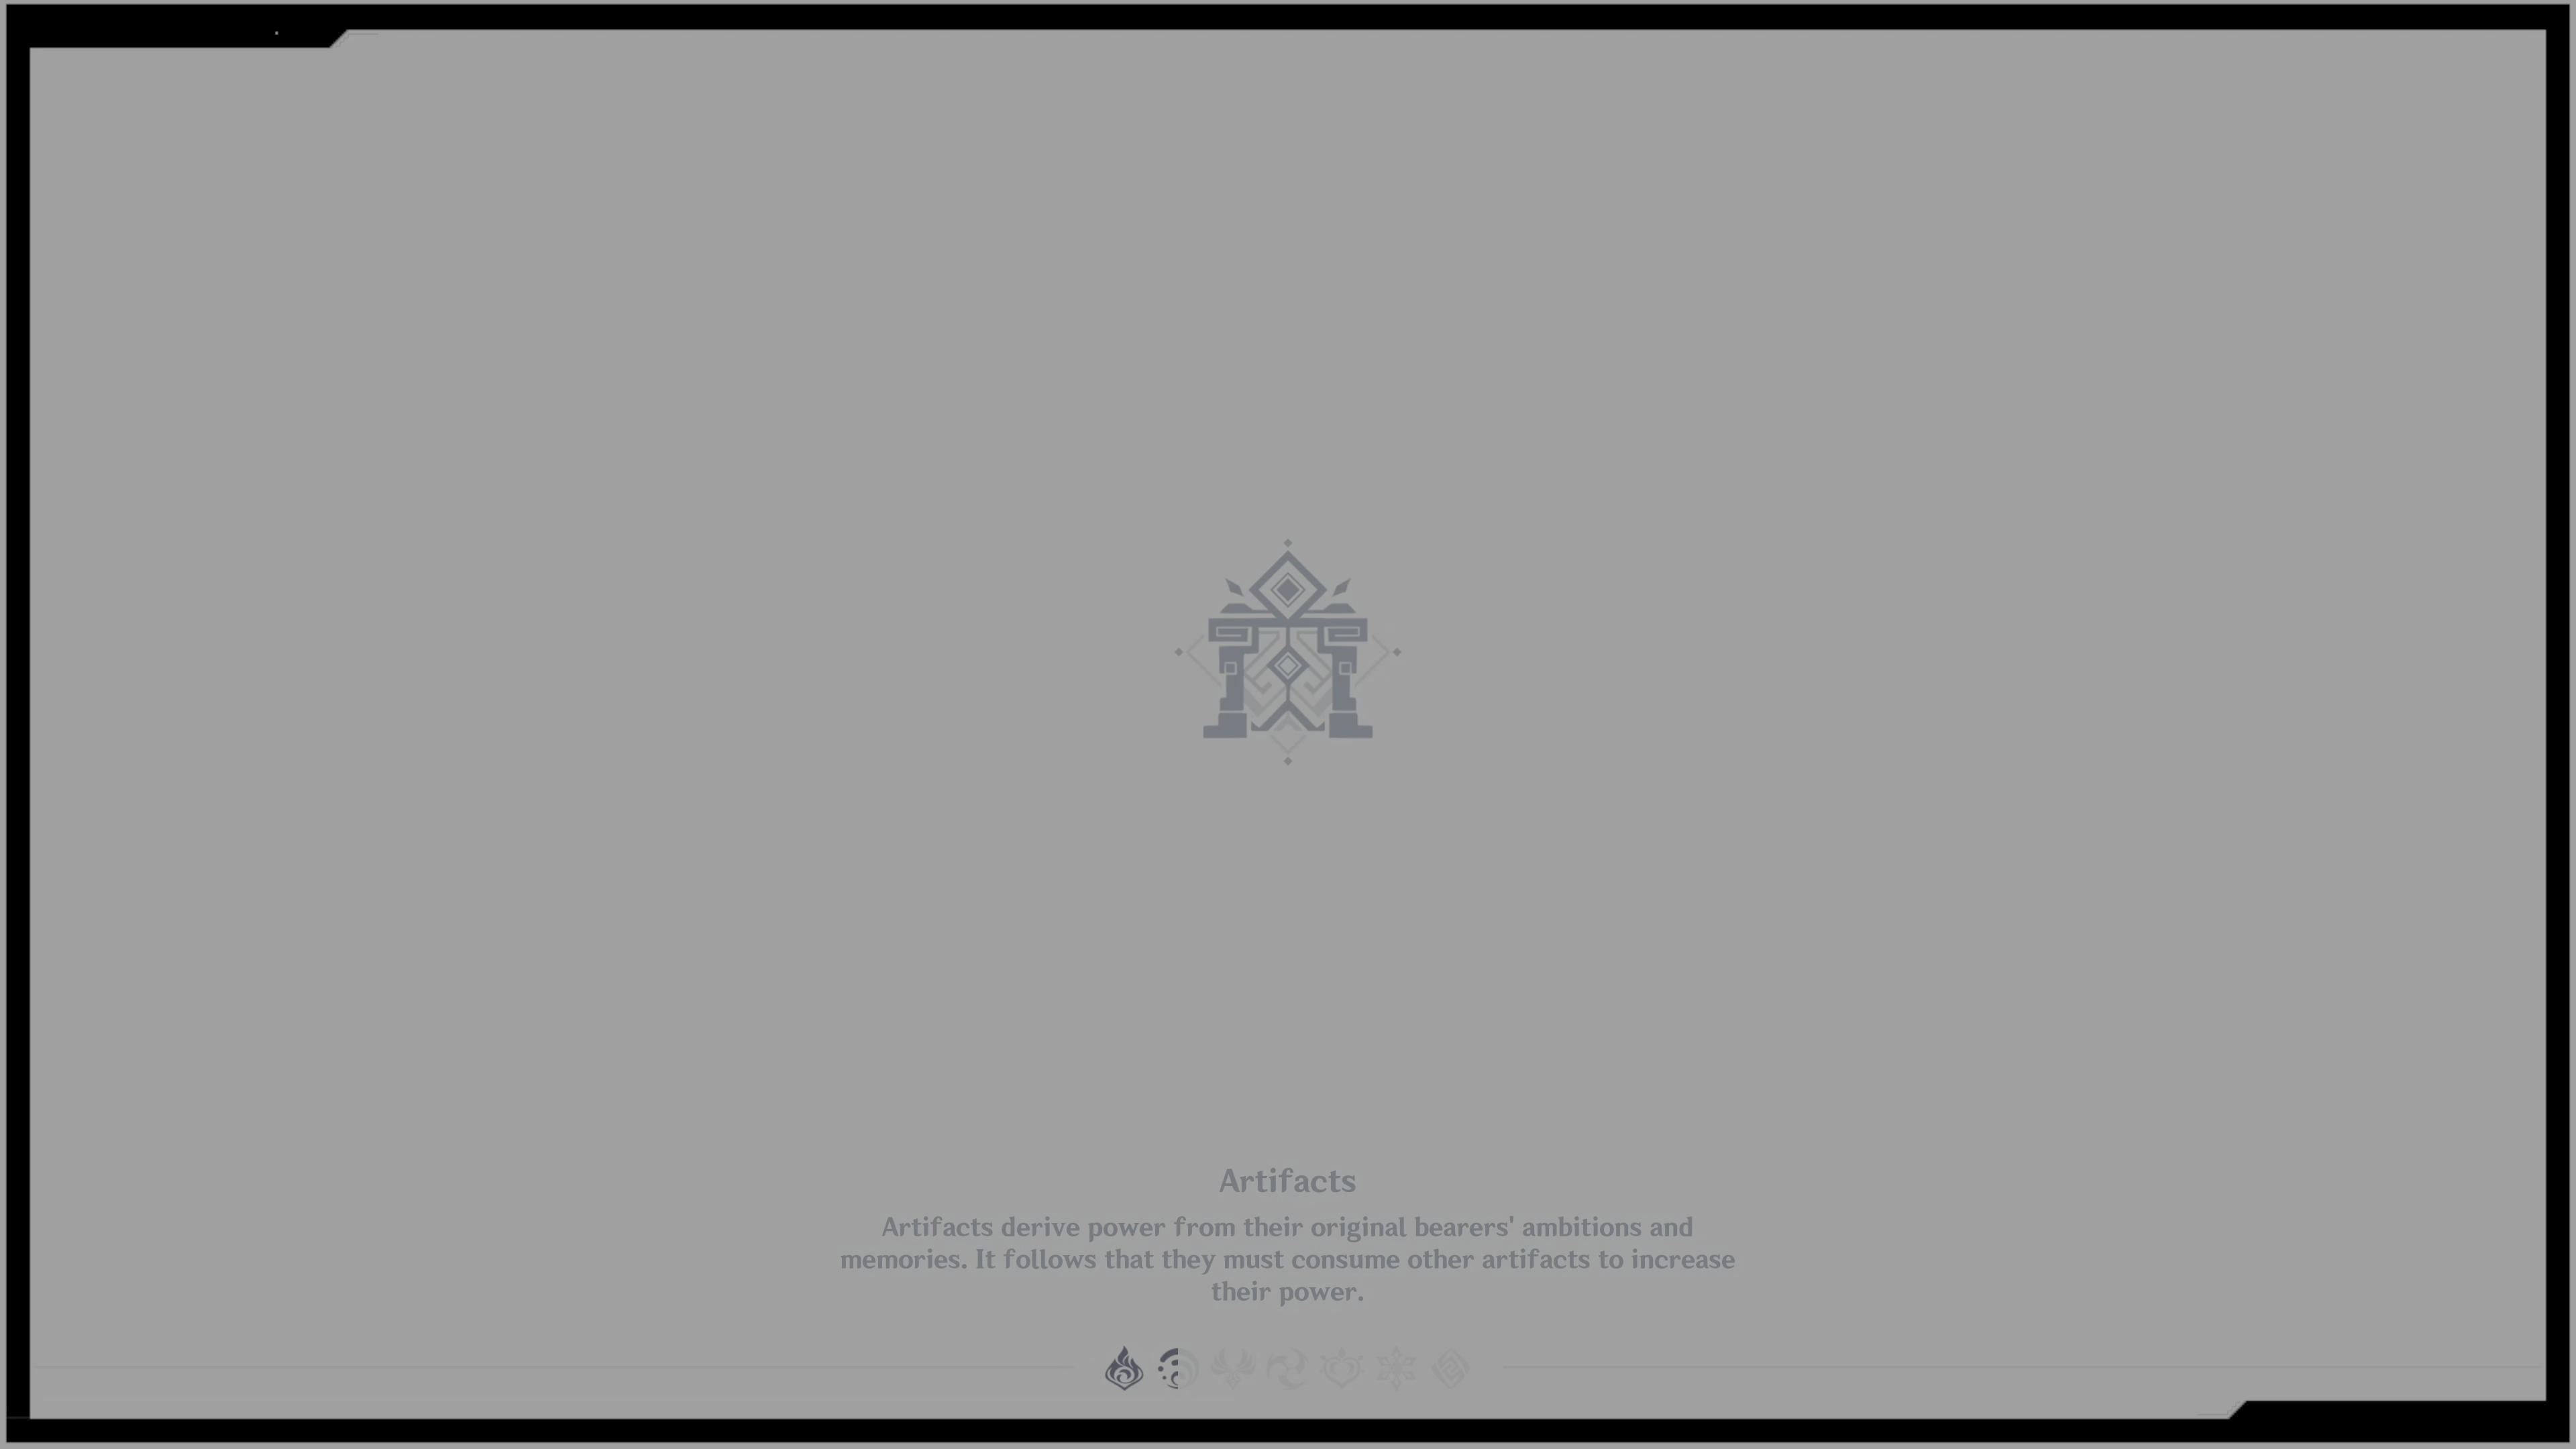 Artifacts
Artifacts derive power from their original bearers' ambitions and
memories. It follows that they must consume other artifacts to increase
their power.